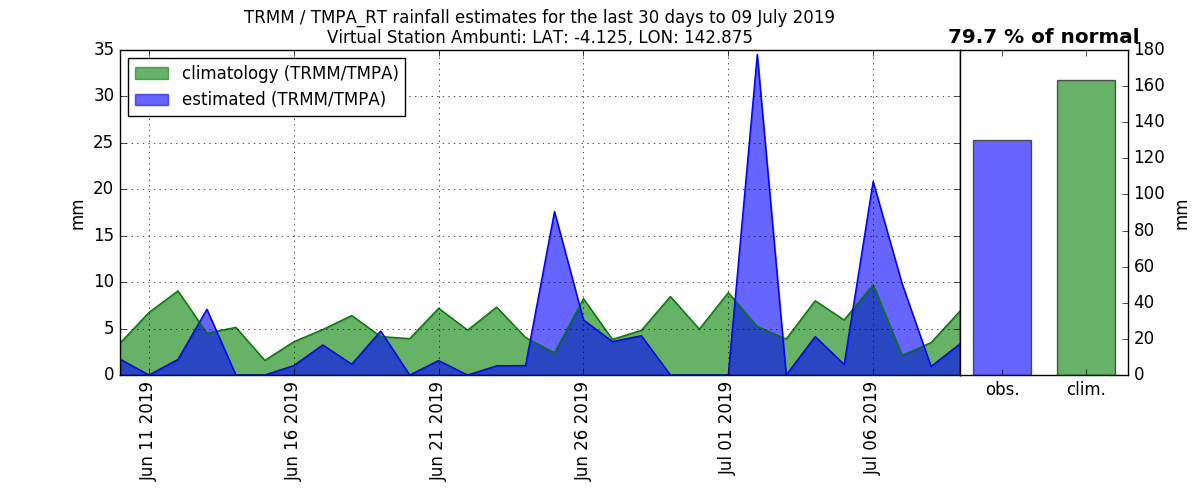 TRMM / TMPA_RT rainfall estimates for the last 30 days to 09 July 2019
Virtual Station Ambunti: LAT: -4.125, LON: 142.875
79.7 % of normal
climatology (TRMM/TMPA)
estimated (TRMM/TMPA)
mm
35
30
25
20
15
10
5
0
Jun 11 2019
Jun 16 2019
Jun 21 2019
Jun 26 2019
Jul 01 2019
Jul 06 2019
obs.
clim.
180
160
140
120
100
80
60
40
20
0
mm